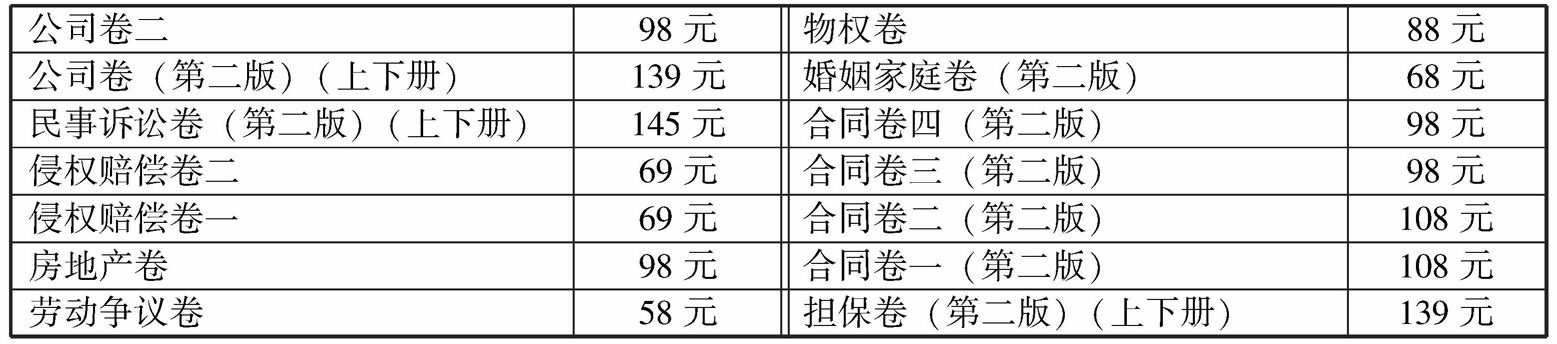 公司卷二 98 元 物权卷 88 元
公司卷（第二版）（上下册） 139 元 婚姻家庭卷（第二版） 68 元
民事诉讼卷（第二版）（上下册） 145 元 合同卷四（第二版） 98 元
侵权赔偿卷二 69 元 合同卷三（第二版） 98 元
侵权赔偿卷一 69 元 合同卷二（第二版） 108 元
房地产卷 98 元 合同卷一（第二版） 108 元
劳动争议卷 58 元 担保卷（第二版）（上下册） 139 元